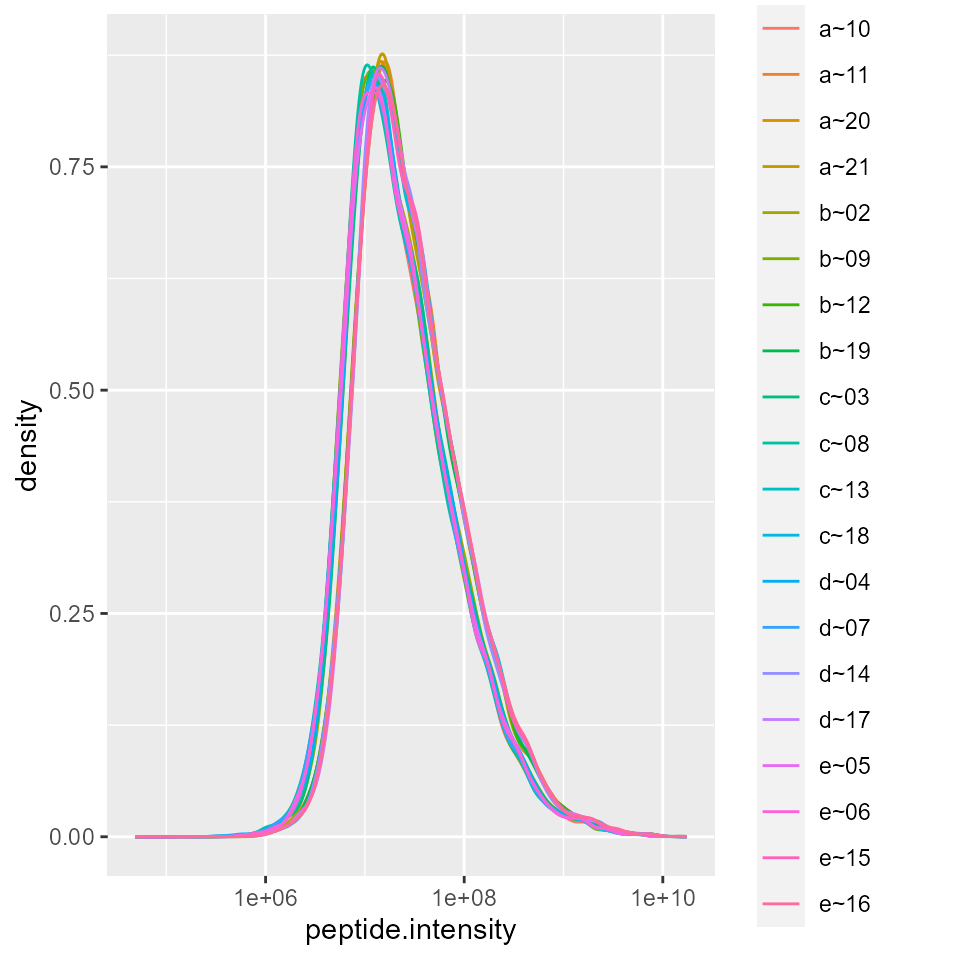 density
0.75
0.50
0.25
0.00
1e+06
1e+08
1e+10
peptide.intensity
a~10
a~11
a~20
a~21
b~02
b~09
b~12
b~19
c~03
c~08
c~13
c~18
d~04
d~07
d~14
d~17
e~05
e~06
e~15
e~16